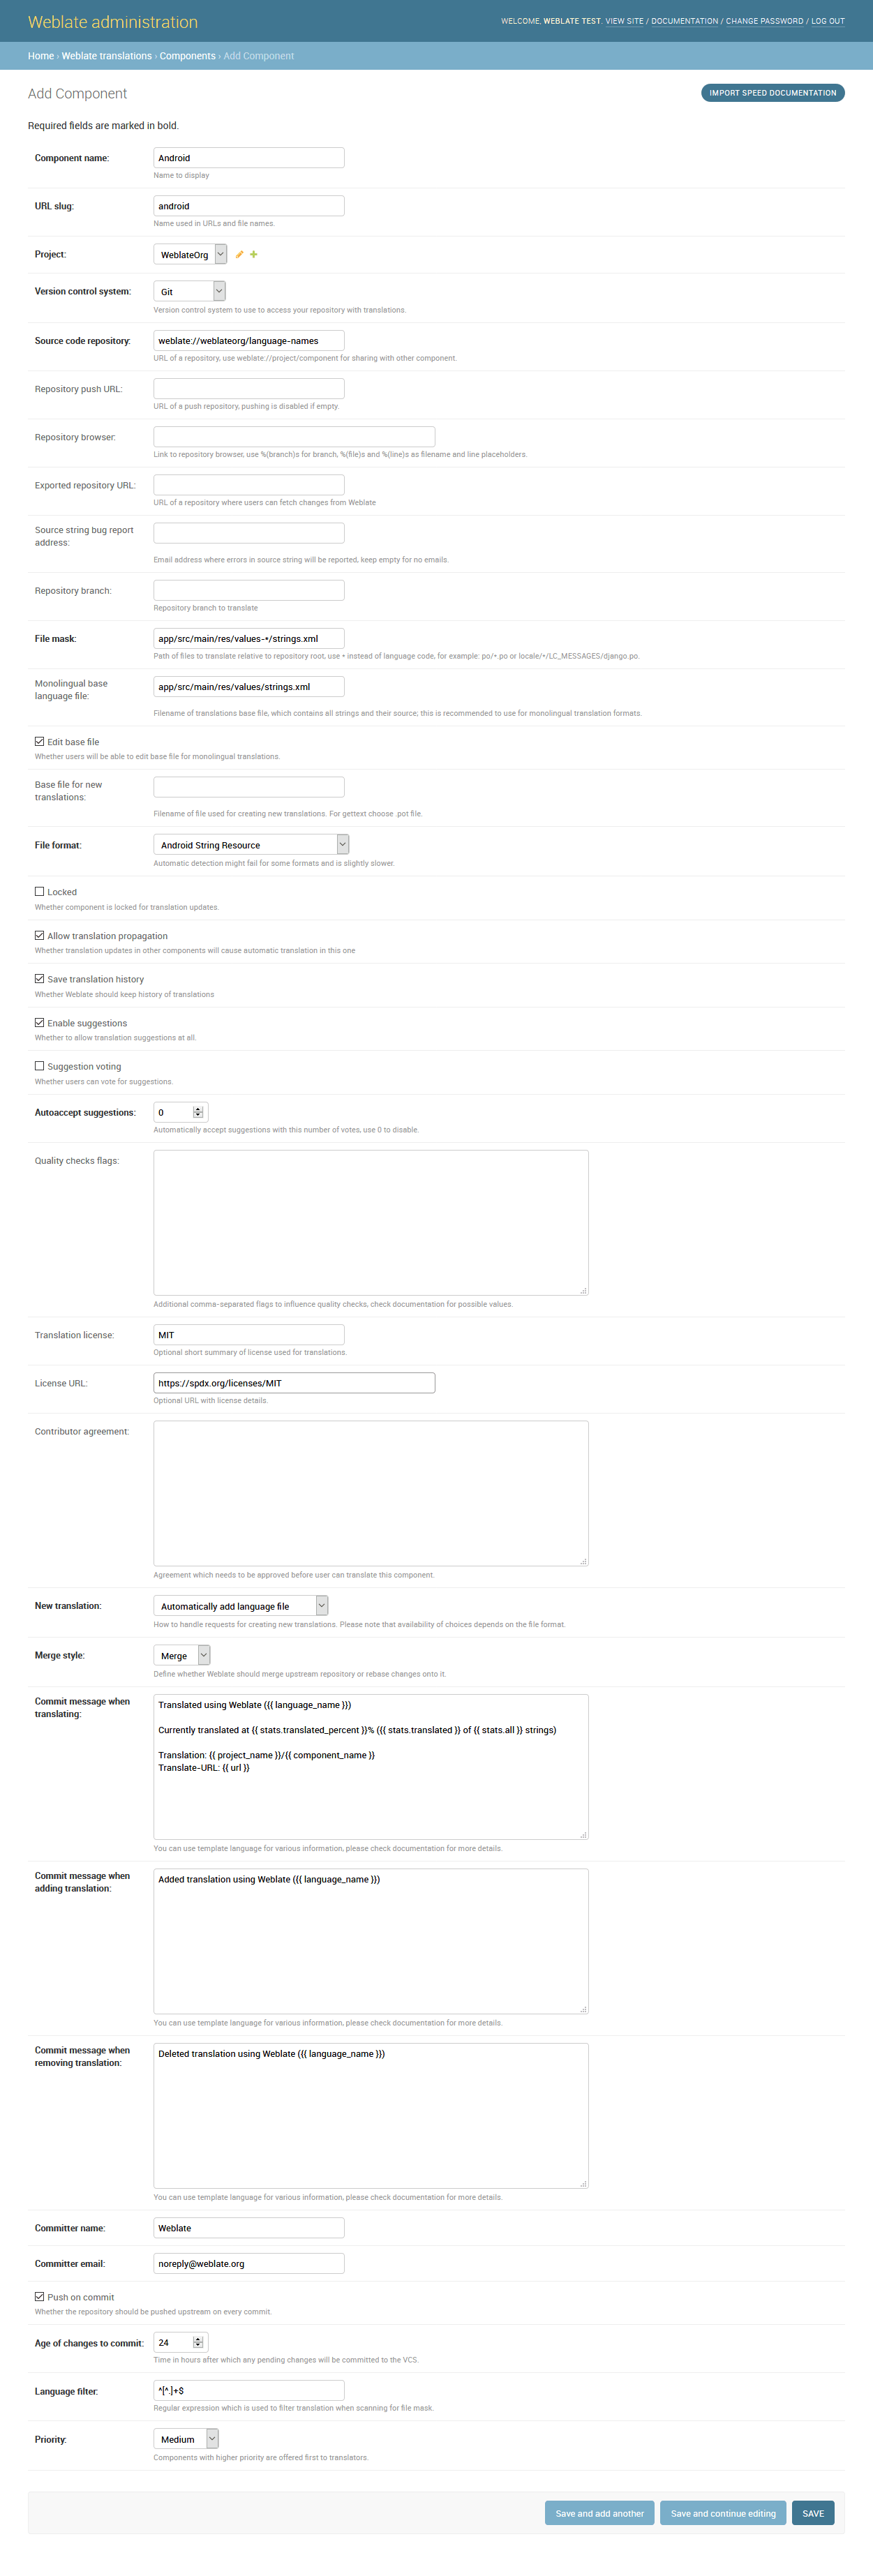 Weblate administration
WELCOME, WEBLATE TEST. VIEW SITE / DOCUMENTATION / CHANGE PASSWORD / LOG OUT
Home › Weblate translations › Components › Add Component
Add Component
IMPORT SPEED DOCUMENTATION
Required fields are marked in bold.
Component name:
Android
Name to display
URL slug:
android
Name used in URLs and file names.
Project:
WeblateOrg
Version control system:
Git
Version control system to use to access your repository with translations.
Source code repository:
weblate://weblateorg/language-names
URL of a repository, use weblate://project/component for sharing with other component.
Repository push URL:
URL of a push repository, pushing is disabled if empty.
Repository browser:
Link to repository browser, use %(branch)s for branch, %(file)s and %(line)s as filename and line placeholders.
Exported repository URL:
URL of a repository where users can fetch changes from Weblate
Source string bug report
address:
Email address where errors in source string will be reported, keep empty for no emails.
Repository branch:
Repository branch to translate
File mask:
app/src/main/res/values-*/strings.xml
Path of files to translate relative to repository root, use * instead of language code, for example: po/*.po or locale/*/LC_MESSAGES/django.po.
Monolingual base
language file:
app/src/main/res/values/strings.xml
Filename of translations base file, which contains all strings and their source; this is recommended to use for monolingual translation formats.
Edit base file
Whether users will be able to edit base file for monolingual translations.
Base file for new
translations:
Filename of file used for creating new translations. For gettext choose .pot file.
File format:
Android String Resource
Automatic detection might fail for some formats and is slightly slower.
Locked
Whether component is locked for translation updates.
Allow translation propagation
Whether translation updates in other components will cause automatic translation in this one
Save translation history
Whether Weblate should keep history of translations
Enable suggestions
Whether to allow translation suggestions at all.
Suggestion voting
Whether users can vote for suggestions.
Autoaccept suggestions:
0
Automatically accept suggestions with this number of votes, use 0 to disable.
Quality checks flags:
Additional comma-separated flags to influence quality checks, check documentation for possible values.
Translation license:
MIT
Optional short summary of license used for translations.
License URL:
https://spdx.org/licenses/MIT
Optional URL with license details.
Contributor agreement:
Agreement which needs to be approved before user can translate this component.
New translation:
Automatically add language file
How to handle requests for creating new translations. Please note that availability of choices depends on the file format.
Merge style:
Merge
Define whether Weblate should merge upstream repository or rebase changes onto it.
Commit message when
translating:
Translated using Weblate ({{ language_name }})
Currently translated at {{ stats.translated_percent }}% ({{ stats.translated }} of {{ stats.all }} strings)
Translation: {{ project_name }}/{{ component_name }}
Translate-URL: {{ url }}
You can use template language for various information, please check documentation for more details.
Commit message when
adding translation:
Added translation using Weblate ({{ language_name }})
You can use template language for various information, please check documentation for more details.
Commit message when
removing translation:
Deleted translation using Weblate ({{ language_name }})
You can use template language for various information, please check documentation for more details.
Committer name:
Weblate
Committer email:
noreply@weblate.org
Push on commit
Whether the repository should be pushed upstream on every commit.
Age of changes to commit:
24
Time in hours after which any pending changes will be committed to the VCS.
Language filter:
^[^.]+$
Regular expression which is used to filter translation when scanning for file mask.
Priority:
Medium
Components with higher priority are offered first to translators.
Save and add another
Save and continue editing
SAVE